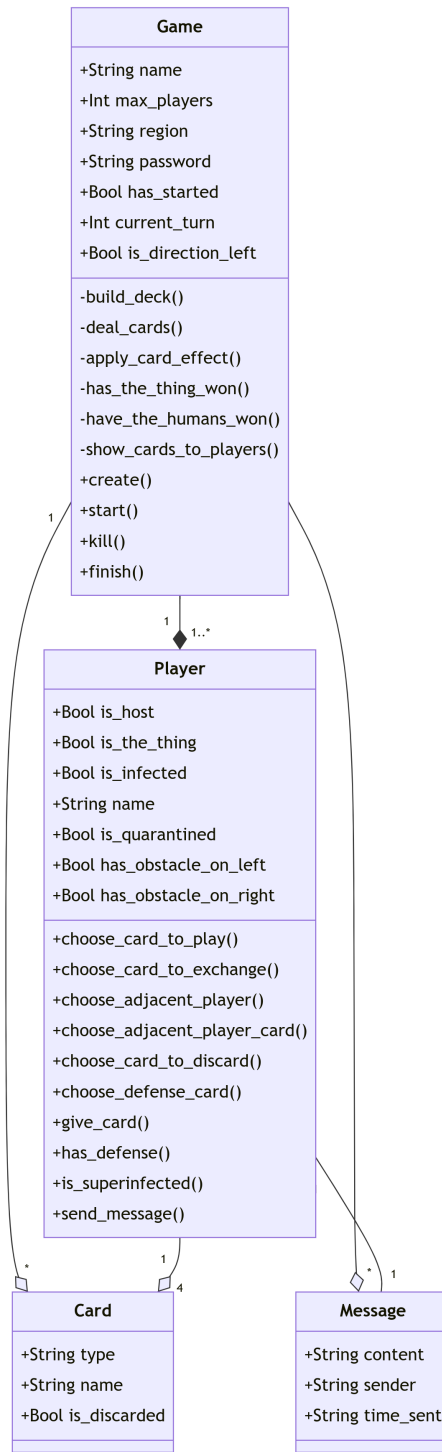 Game
+String name
+Int max_players
+String region
+String password
+Bool has_started
+Int current_turn
+Bool is_direction_left
-build_deck()
-deal_cards()
-apply_card_effect()
-has_the_thing_won()
-have_the_humans_won()
-show_cards_to_players()
+create()
+start()
+kill()
+finish()
1
1
1..*
Player
+Bool is_host
+Bool is_the_thing
+Bool is_infected
+String name
+Bool is_quarantined
+Bool has_obstacle_on_left
+Bool has_obstacle_on_right
+choose_card_to_play()
+choose_card_to_exchange()
+choose_adjacent_player()
+choose_adjacent_player_card()
+choose_card_to_discard()
+choose_defense_card()
+give_card()
+has_defense()
+is_superinfected()
+send_message()
*
1
4
*
1
Card
+String type
+String name
+Bool is_discarded
Message
+String content
+String sender
+String time_sent